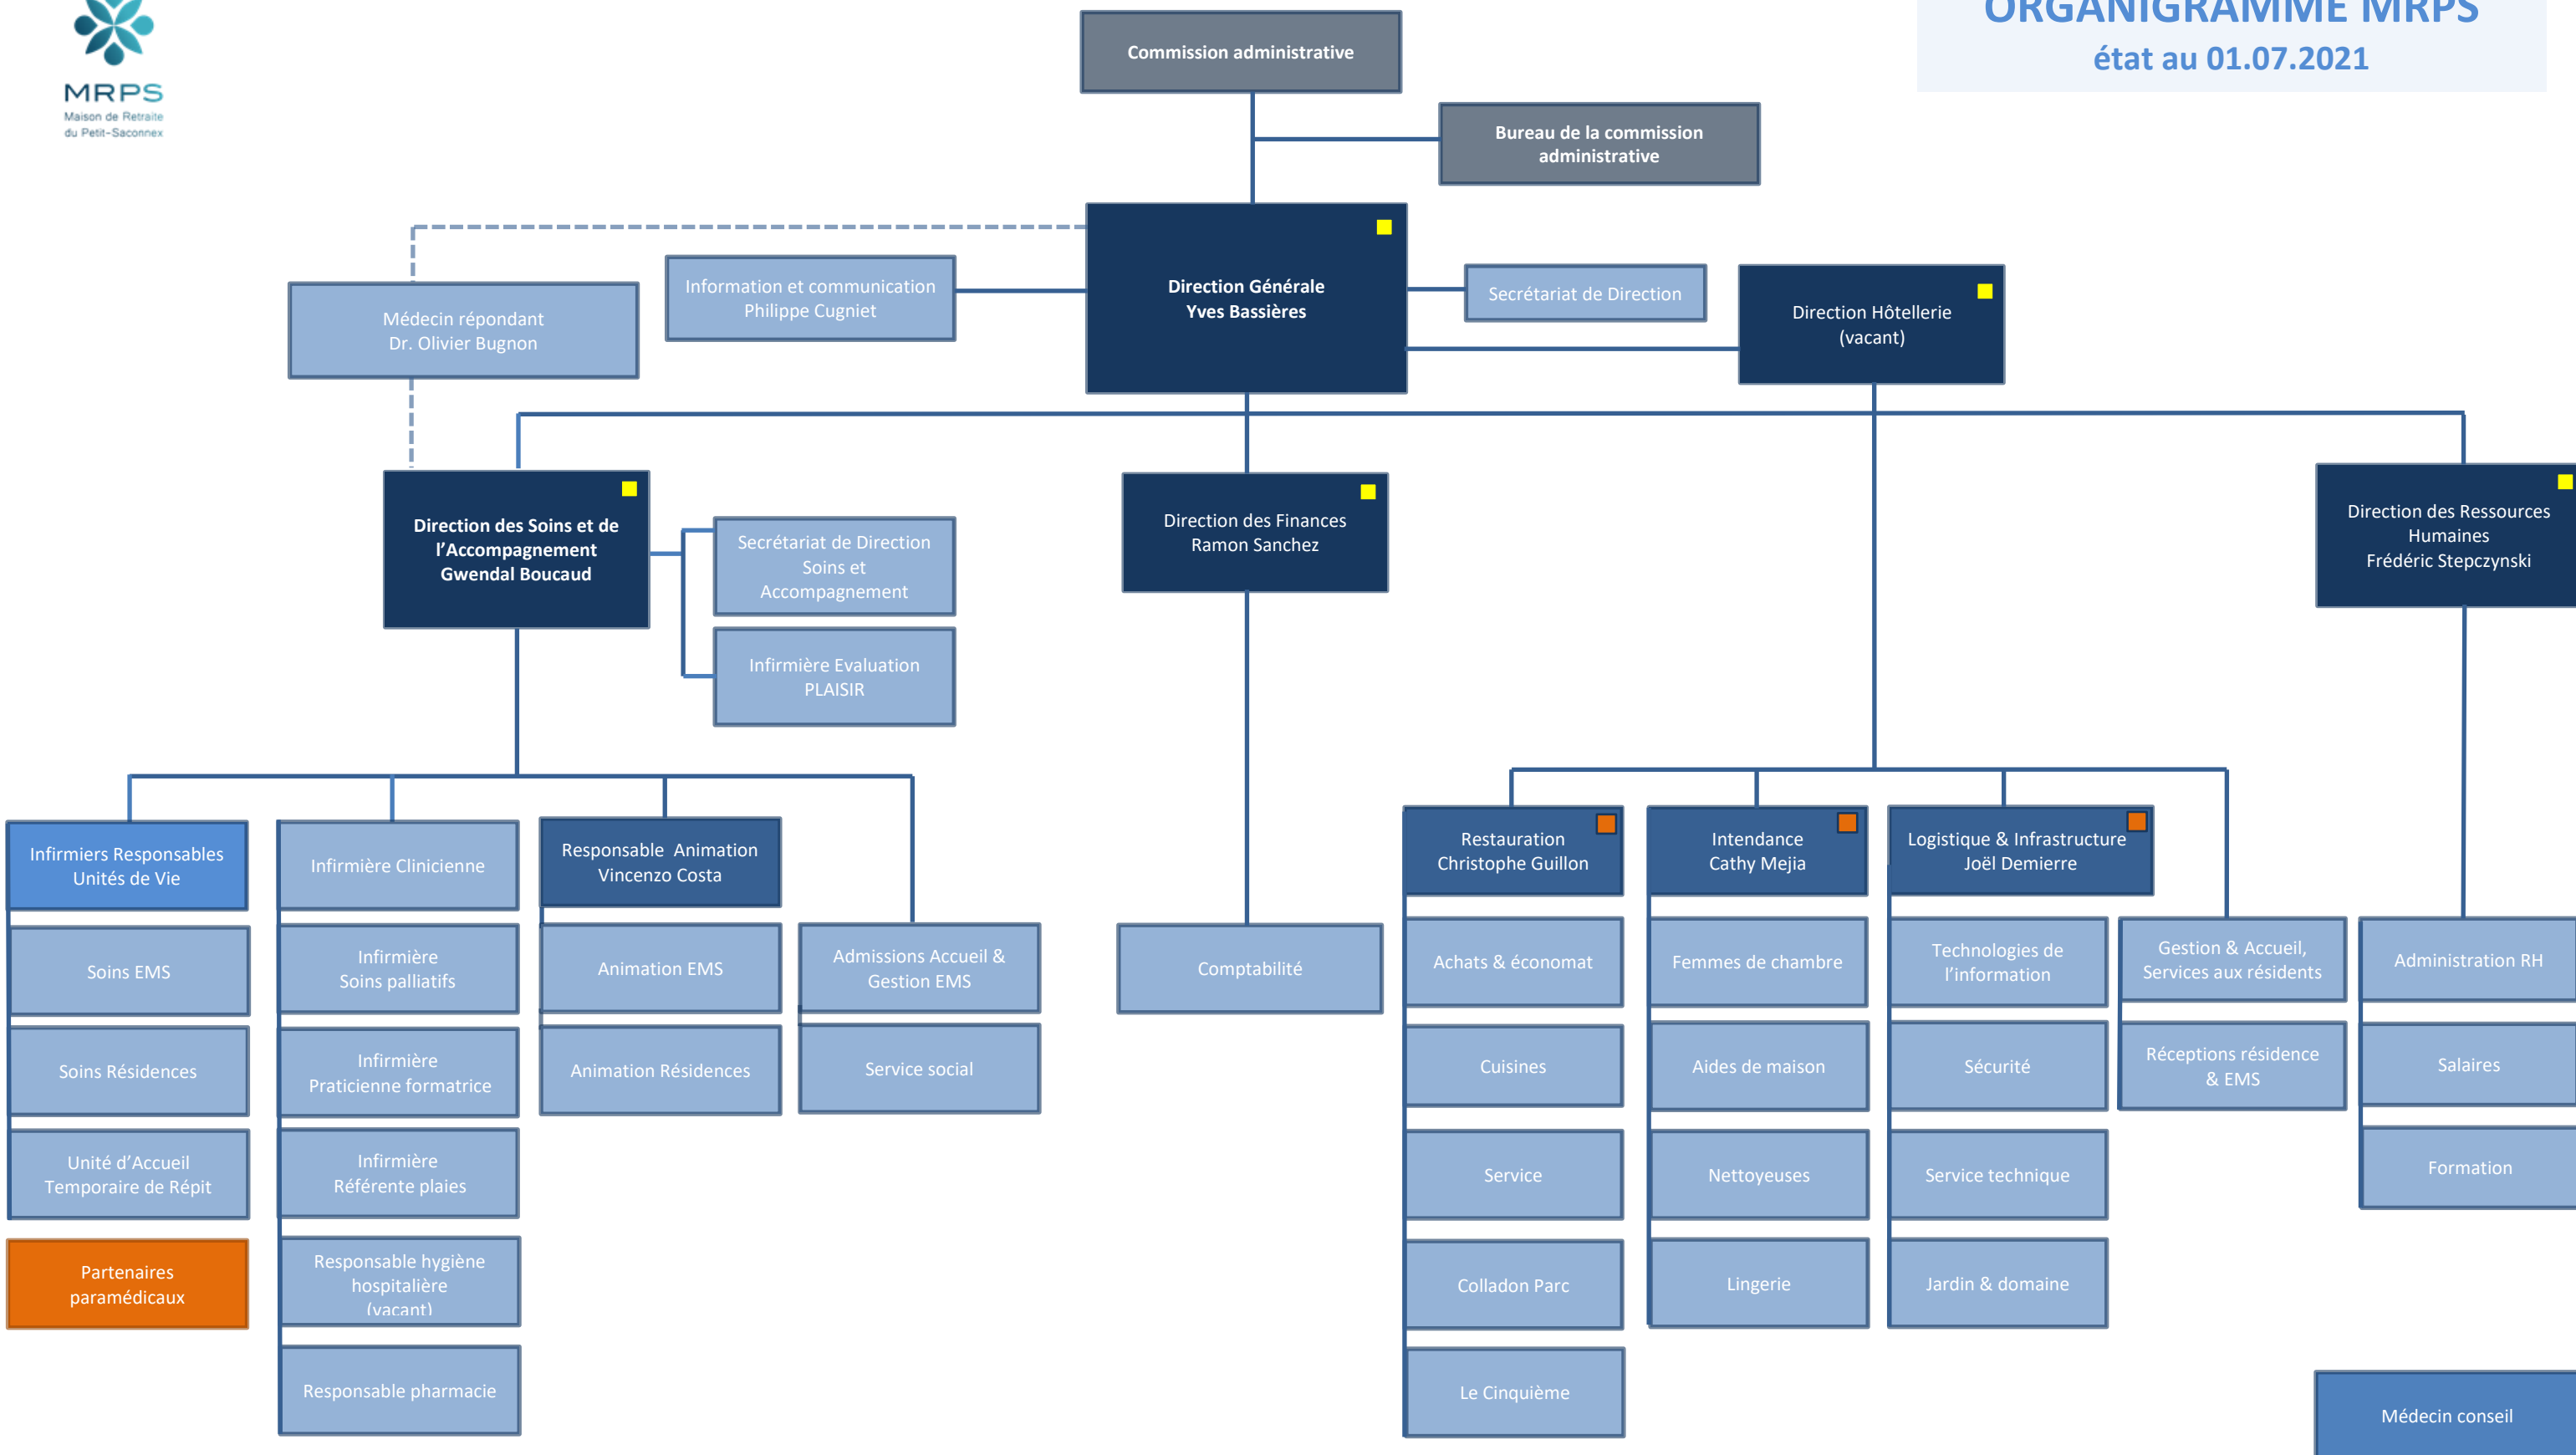 MRPS
Maison de Retraite
du Petit-Saconnex
ORGANIGRAMME MRPS
état au 01.07.2021
Commission administrative
Bureau de la commission
administrative
Direction Générale
Yves Bassières
Information et communication
Philippe Cugniet
Secrétariat de Direction
Médecin répondant
Dr. Olivier Bugnon
Direction Hôtellerie
(vacant)
Direction des Soins et de
l’Accompagnement
Gwendal Boucaud
Secrétariat de Direction
Soins et
Accompagnement
Infirmière Evaluation
PLAISIR
Direction des Finances
Ramon Sanchez
Direction des Ressources
Humaines
Frédéric Stepczynski
Infirmiers Responsables
Unités de Vie
Soins EMS
Soins Résidences
Unité d’Accueil
Temporaire de Répit
Partenaires
paramédicaux
Infirmière Clinicienne
Infirmière
Soins palliatifs
Infirmière
Praticienne formatrice
Infirmière
Référente plaies
Responsable hygiène
hospitalière
(vacant)
Responsable pharmacie
Responsable  Animation
Vincenzo Costa
Animation EMS
Animation Résidences
Admissions Accueil &
Gestion EMS
Service social
Comptabilité
Restauration
Christophe Guillon
Achats & économat
Cuisines
Service
Colladon Parc
Le Cinquième
Intendance
Cathy Mejia
Femmes de chambre
Aides de maison
Nettoyeuses
Lingerie
Logistique & Infrastructure
Joël Demierre
Technologies de
l’information
Sécurité
Service technique
Jardin & domaine
Gestion & Accueil,
Services aux résidents
Réceptions résidence
& EMS
Administration RH
Salaires
Formation
Médecin conseil